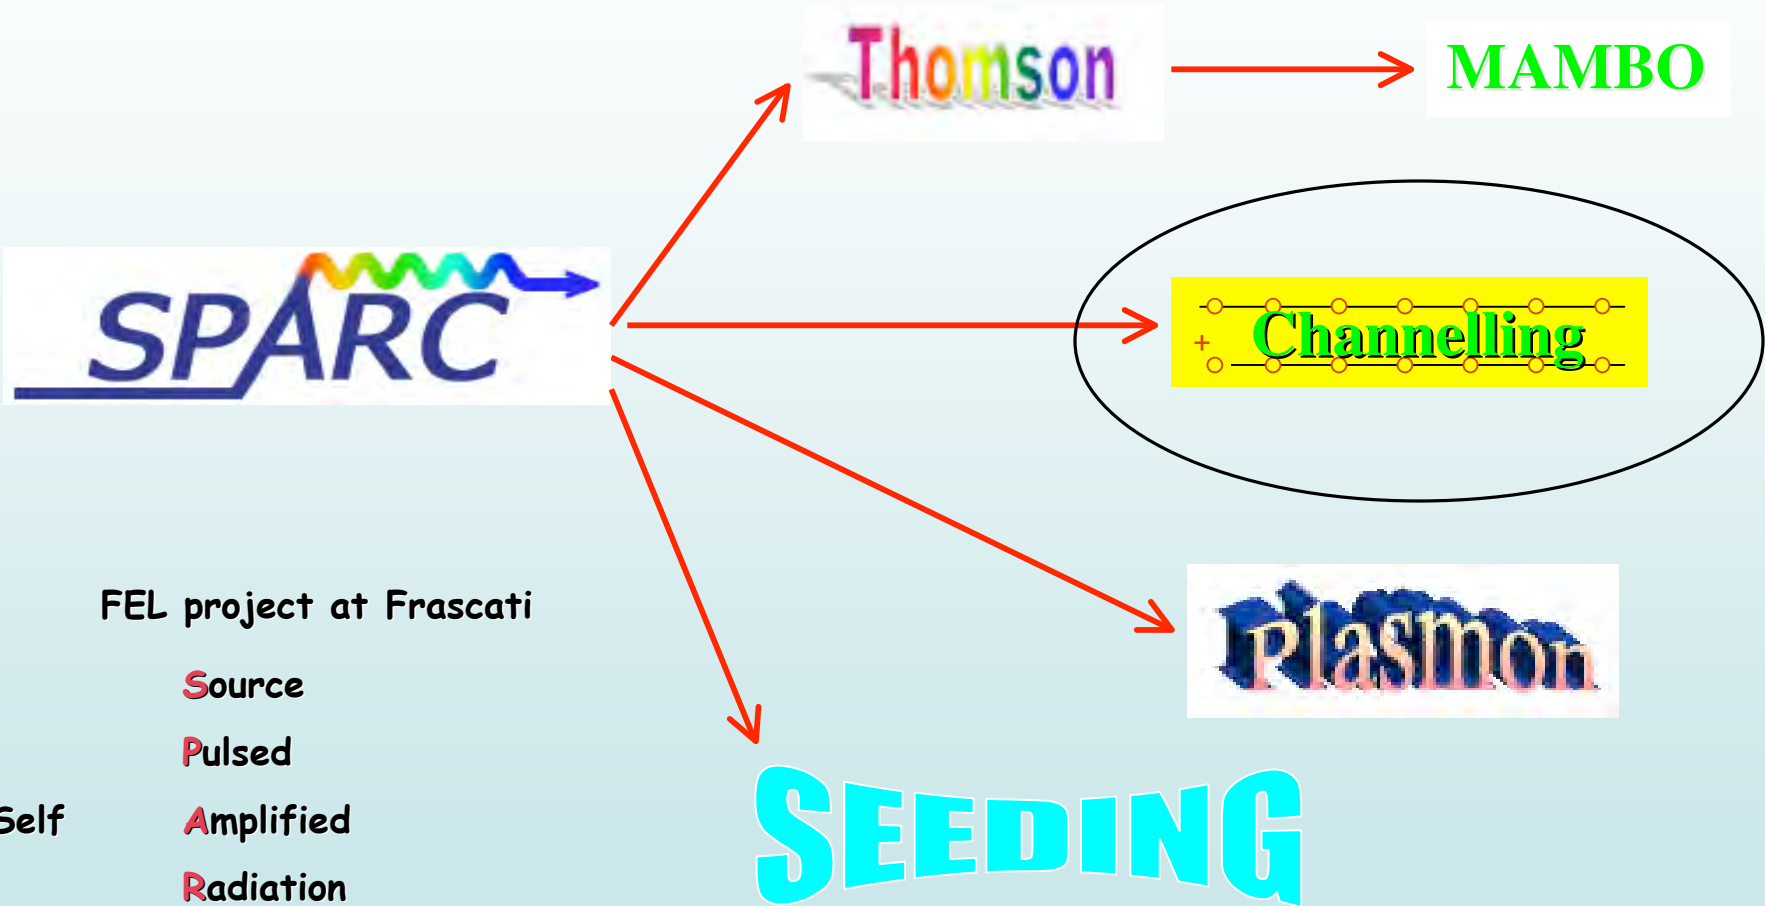 Thomson
MAMBO
SPARC
+ Channelling
FEL project at Frascati
Plasmon
Source
Pulsed
Self Amplified
Radiation
SEEDING